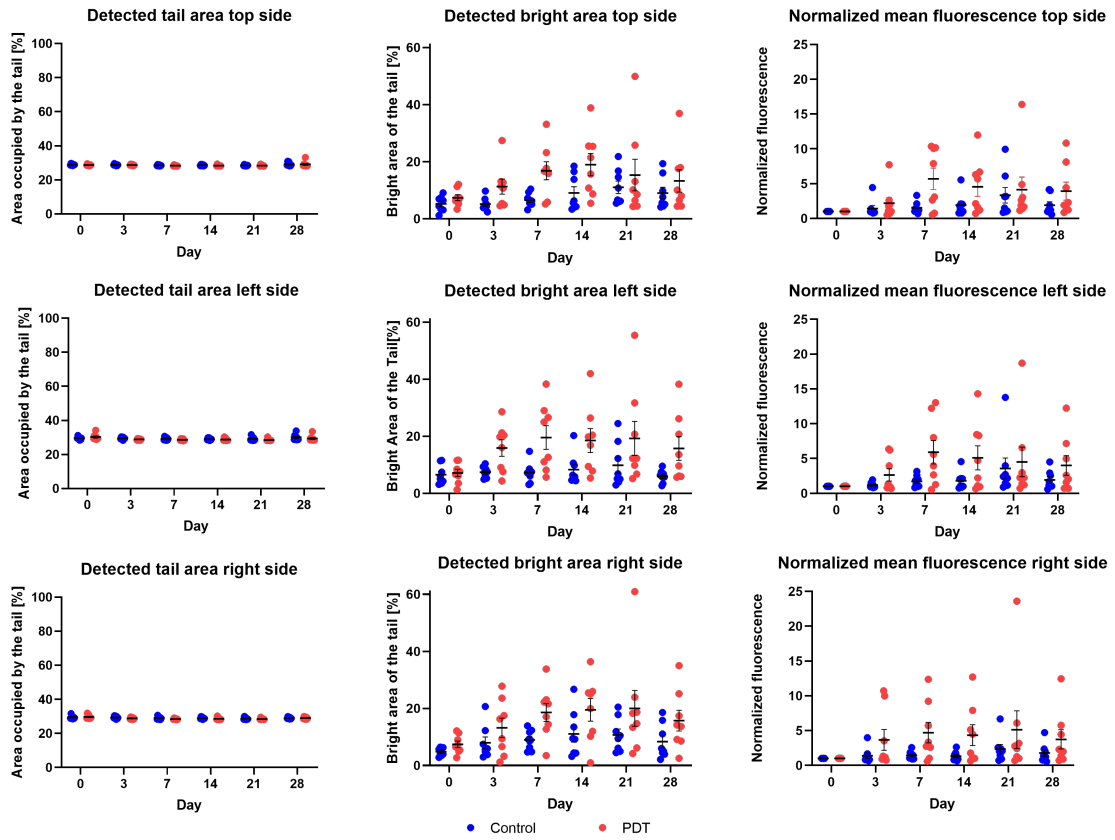 Detected tail area top side
Area occupied by the tail [%]
100
80
60
40
20
0
0 3 7 14 21 28
Day
Detected bright area top side
Bright area of the tail [%]
60
40
20
0
0 3 7 14 21 28
Day
Normalized mean fluorescence top side
Normalized fluorescence
25
20
15
10
5
0
0 3 7 14 21 28
Day
Detected tail area left side
Area occupied by the tail [%]
100
80
60
40
20
0
0 3 7 14 21 28
Day
Detected bright area left side
Bright Area of the Tail[%]
60
40
20
0
0 3 7 14 21 28
Day
Normalized mean fluorescence left side
Normalized fluorescence
25
20
15
10
5
0
0 3 7 14 21 28
Day
Detected tail area right side
Area occupied by the tail [%]
100
80
60
40
20
0
0 3 7 14 21 28
Day
Detected bright area right side
Bright area of the tail [%]
60
40
20
0
0 3 7 14 21 28
Day
Normalized mean fluorescence right side
Normalized fluorescence
25
20
15
10
5
0
0 3 7 14 21 28
Day
Control PDT